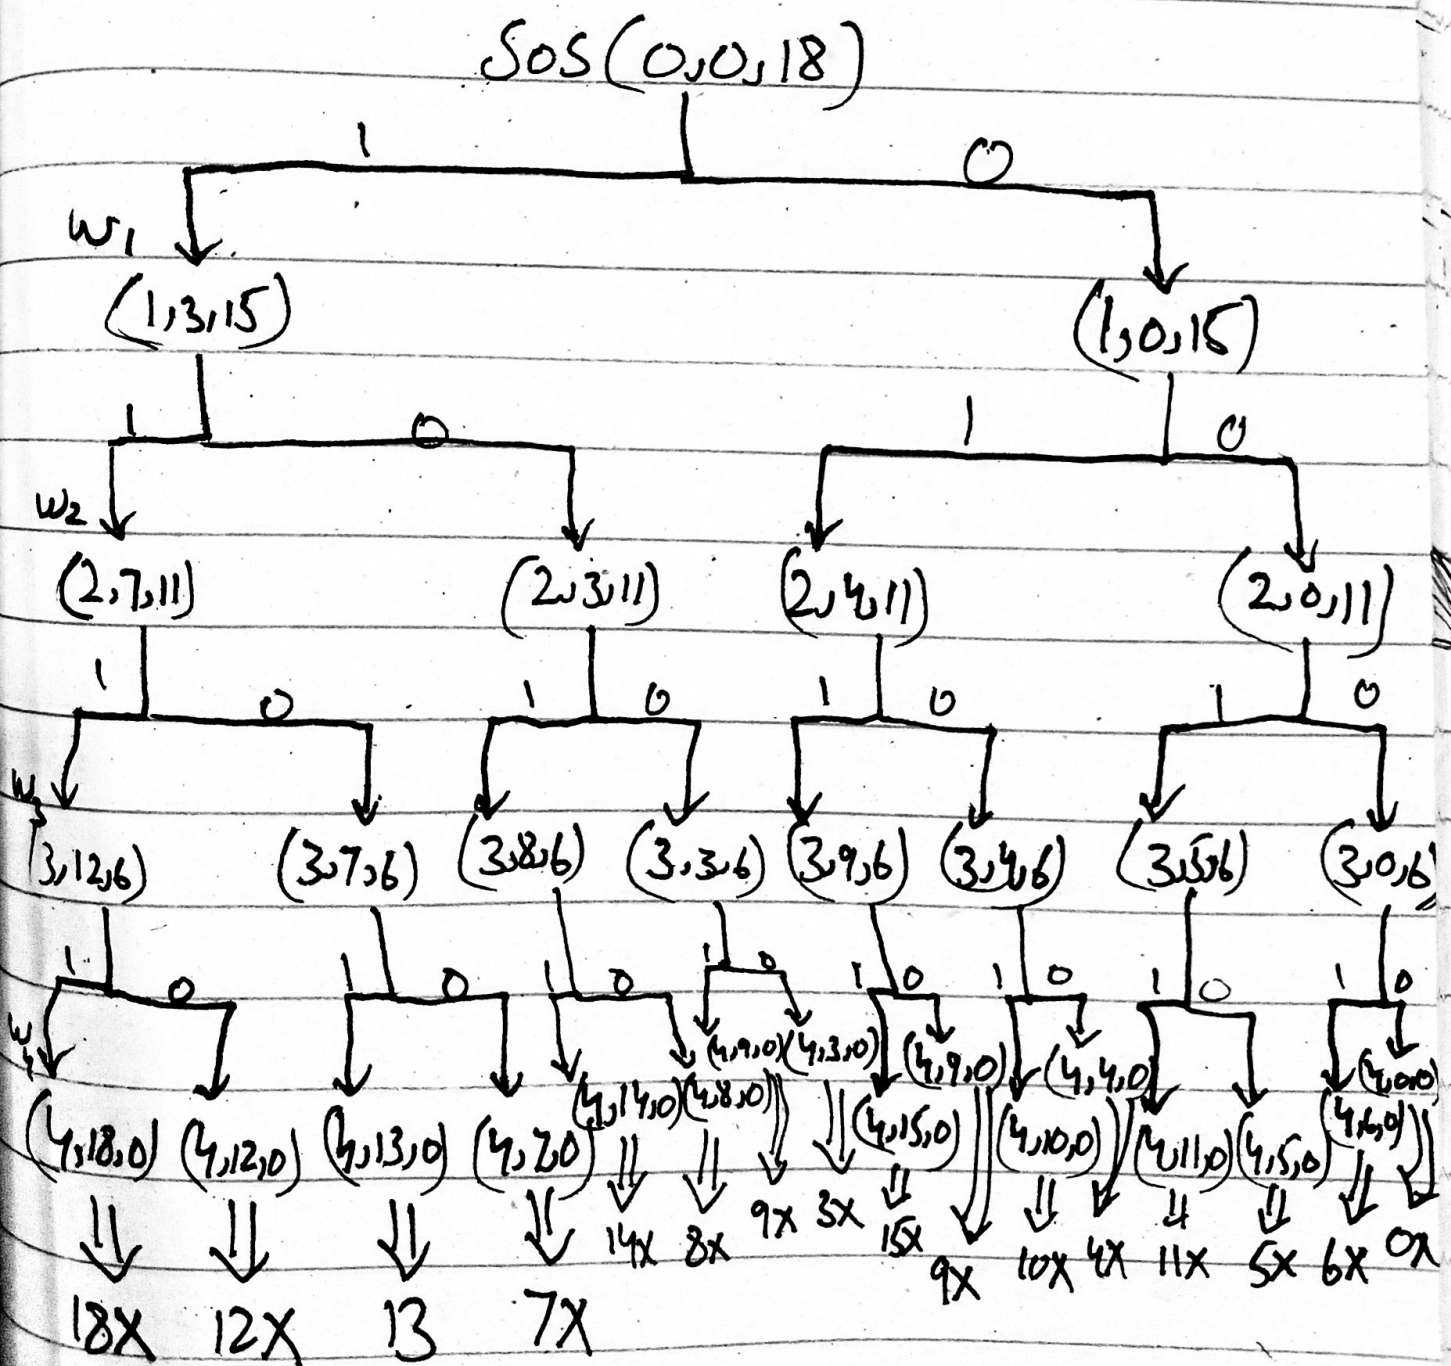 SoS(0,0,18)
1 0
w1
(1,3,15) (1,0,15)
1 0 1 0
w2
(2,7,11) (2,3,11) (2,4,11) (2,0,11)
1 0 1 0 1 0 1 0
w3
(3,12,6) (3,7,6) (3,8,6) (3,3,6) (3,9,6) (3,4,6) (3,5,6) (3,0,6)
1 0 1 0 1 0 1 0 1 0 1 0 1 0 1 0
w4
(4,9,0) (4,3,0) (4,9,0) (4,4,0) (4,0,0)
(4,14,0) (4,8,0) (4,6,0)
(4,18,0) (4,12,0) (4,13,0) (4,7,0) (4,15,0) (4,10,0) (4,11,0) (4,5,0)
14X 8X 9X 3X 15X 9X 10X 4X 11X 5X 6X 0X
18X 12X 13 7X